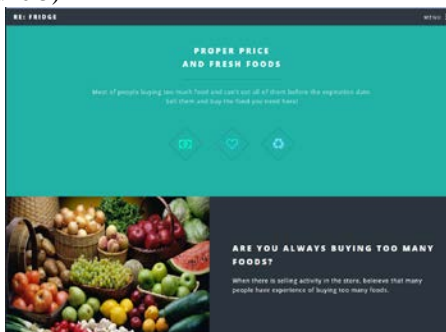 RE: FRIDGE
MENU
PROPER PRICE
AND FRESH FOODS
Most of people buying too much food and can't eat all of them before the expiration date.
Sell them and buy the food you need here!
ARE YOU ALWAYS BUYING TOO MANY
FOODS?
When there is selling activity in the store, beleieve that many
people have experience of buying too many foods.